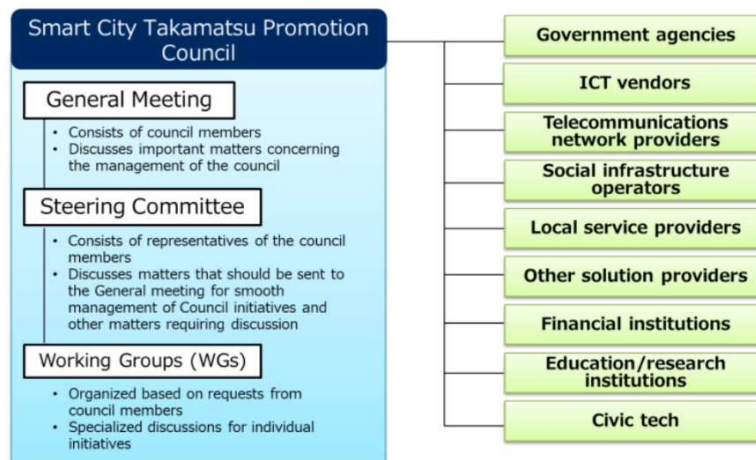 Smart City Takamatsu Promotion
Council
General Meeting
• Consists of council members
• Discusses important matters concerning
the management of the council
Steering Committee
• Consists of representatives of the council
members
• Discusses matters that should be sent to
the General meeting for smooth
management of Council initiatives and
other matters requiring discussion
Working Groups (WGs)
• Organized based on requests from
council members
• Specialized discussions for individual
initiatives
Government agencies
ICT vendors
Telecommunications
network providers
Social infrastructure
operators
Local service providers
Other solution providers
Financial institutions
Education/research
institutions
Civic tech